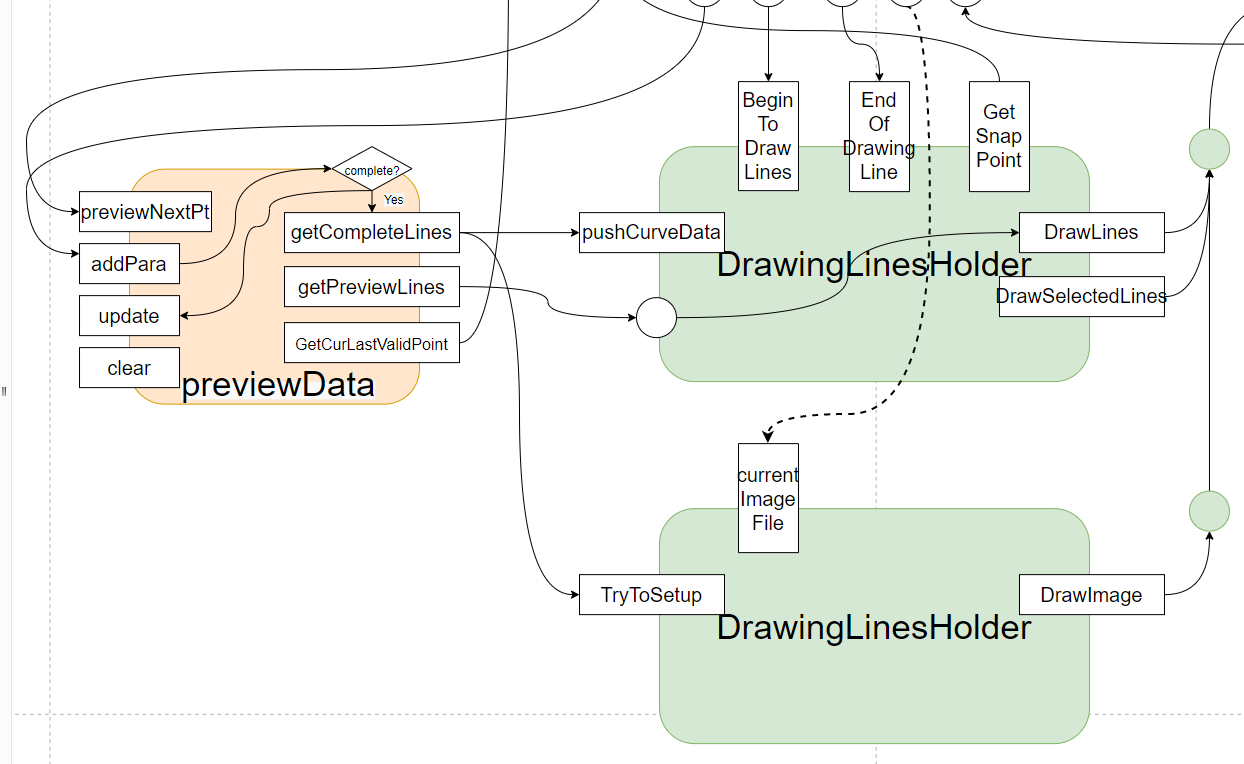 Begin
To
Draw
Lines
End
Of
Drawing
Line
Get
Snap
Point
complete?
Yes
previewNextPt
addPara
update
clear
getCompleteLines
getPreviewLines
GetCurLastValidPoint
previewData
pushCurveData
DrawingLinesHolder
DrawLines
DrawSelectedLines
current
Image
File
TryToSetup
DrawingLinesHolder
DrawImage